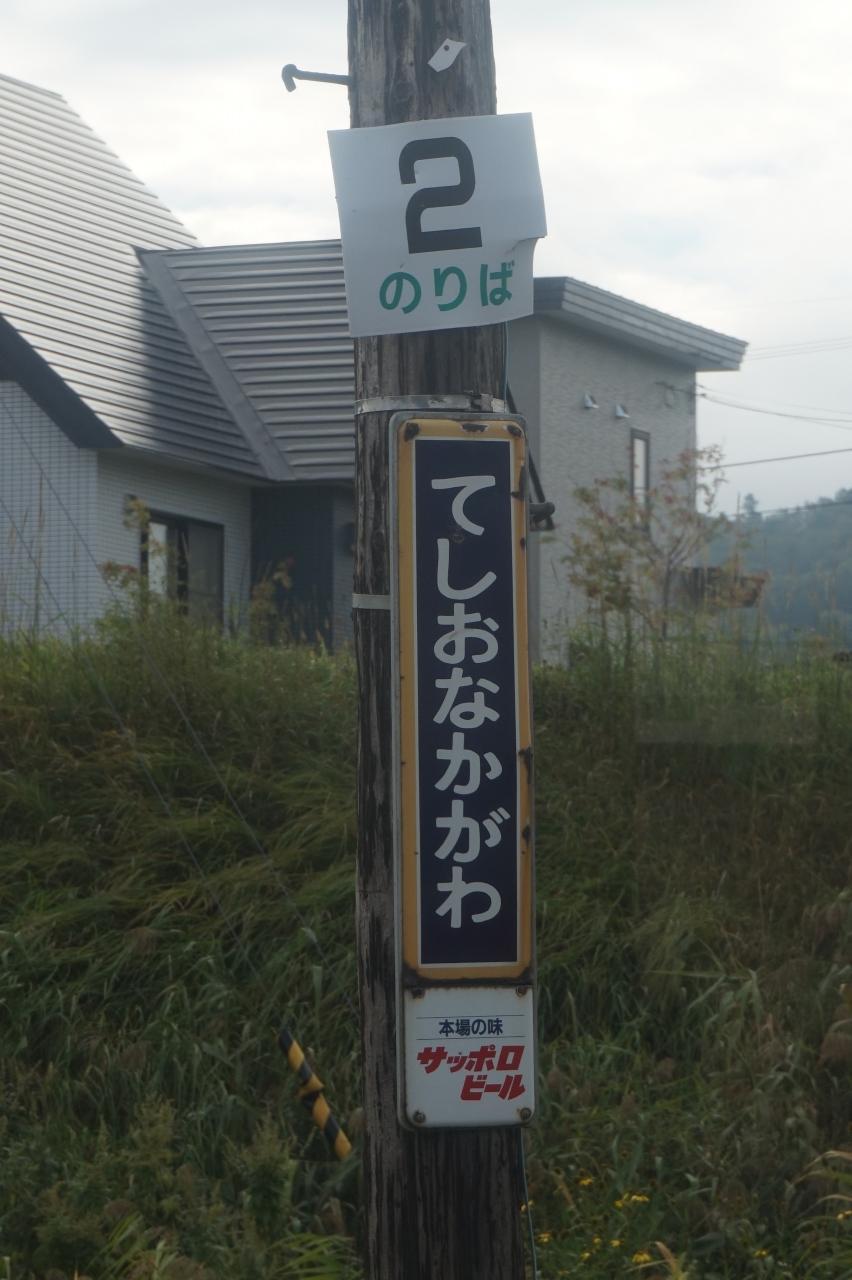 2
のりば
てしおなかがわ
本場の味
サッポロ
ビール